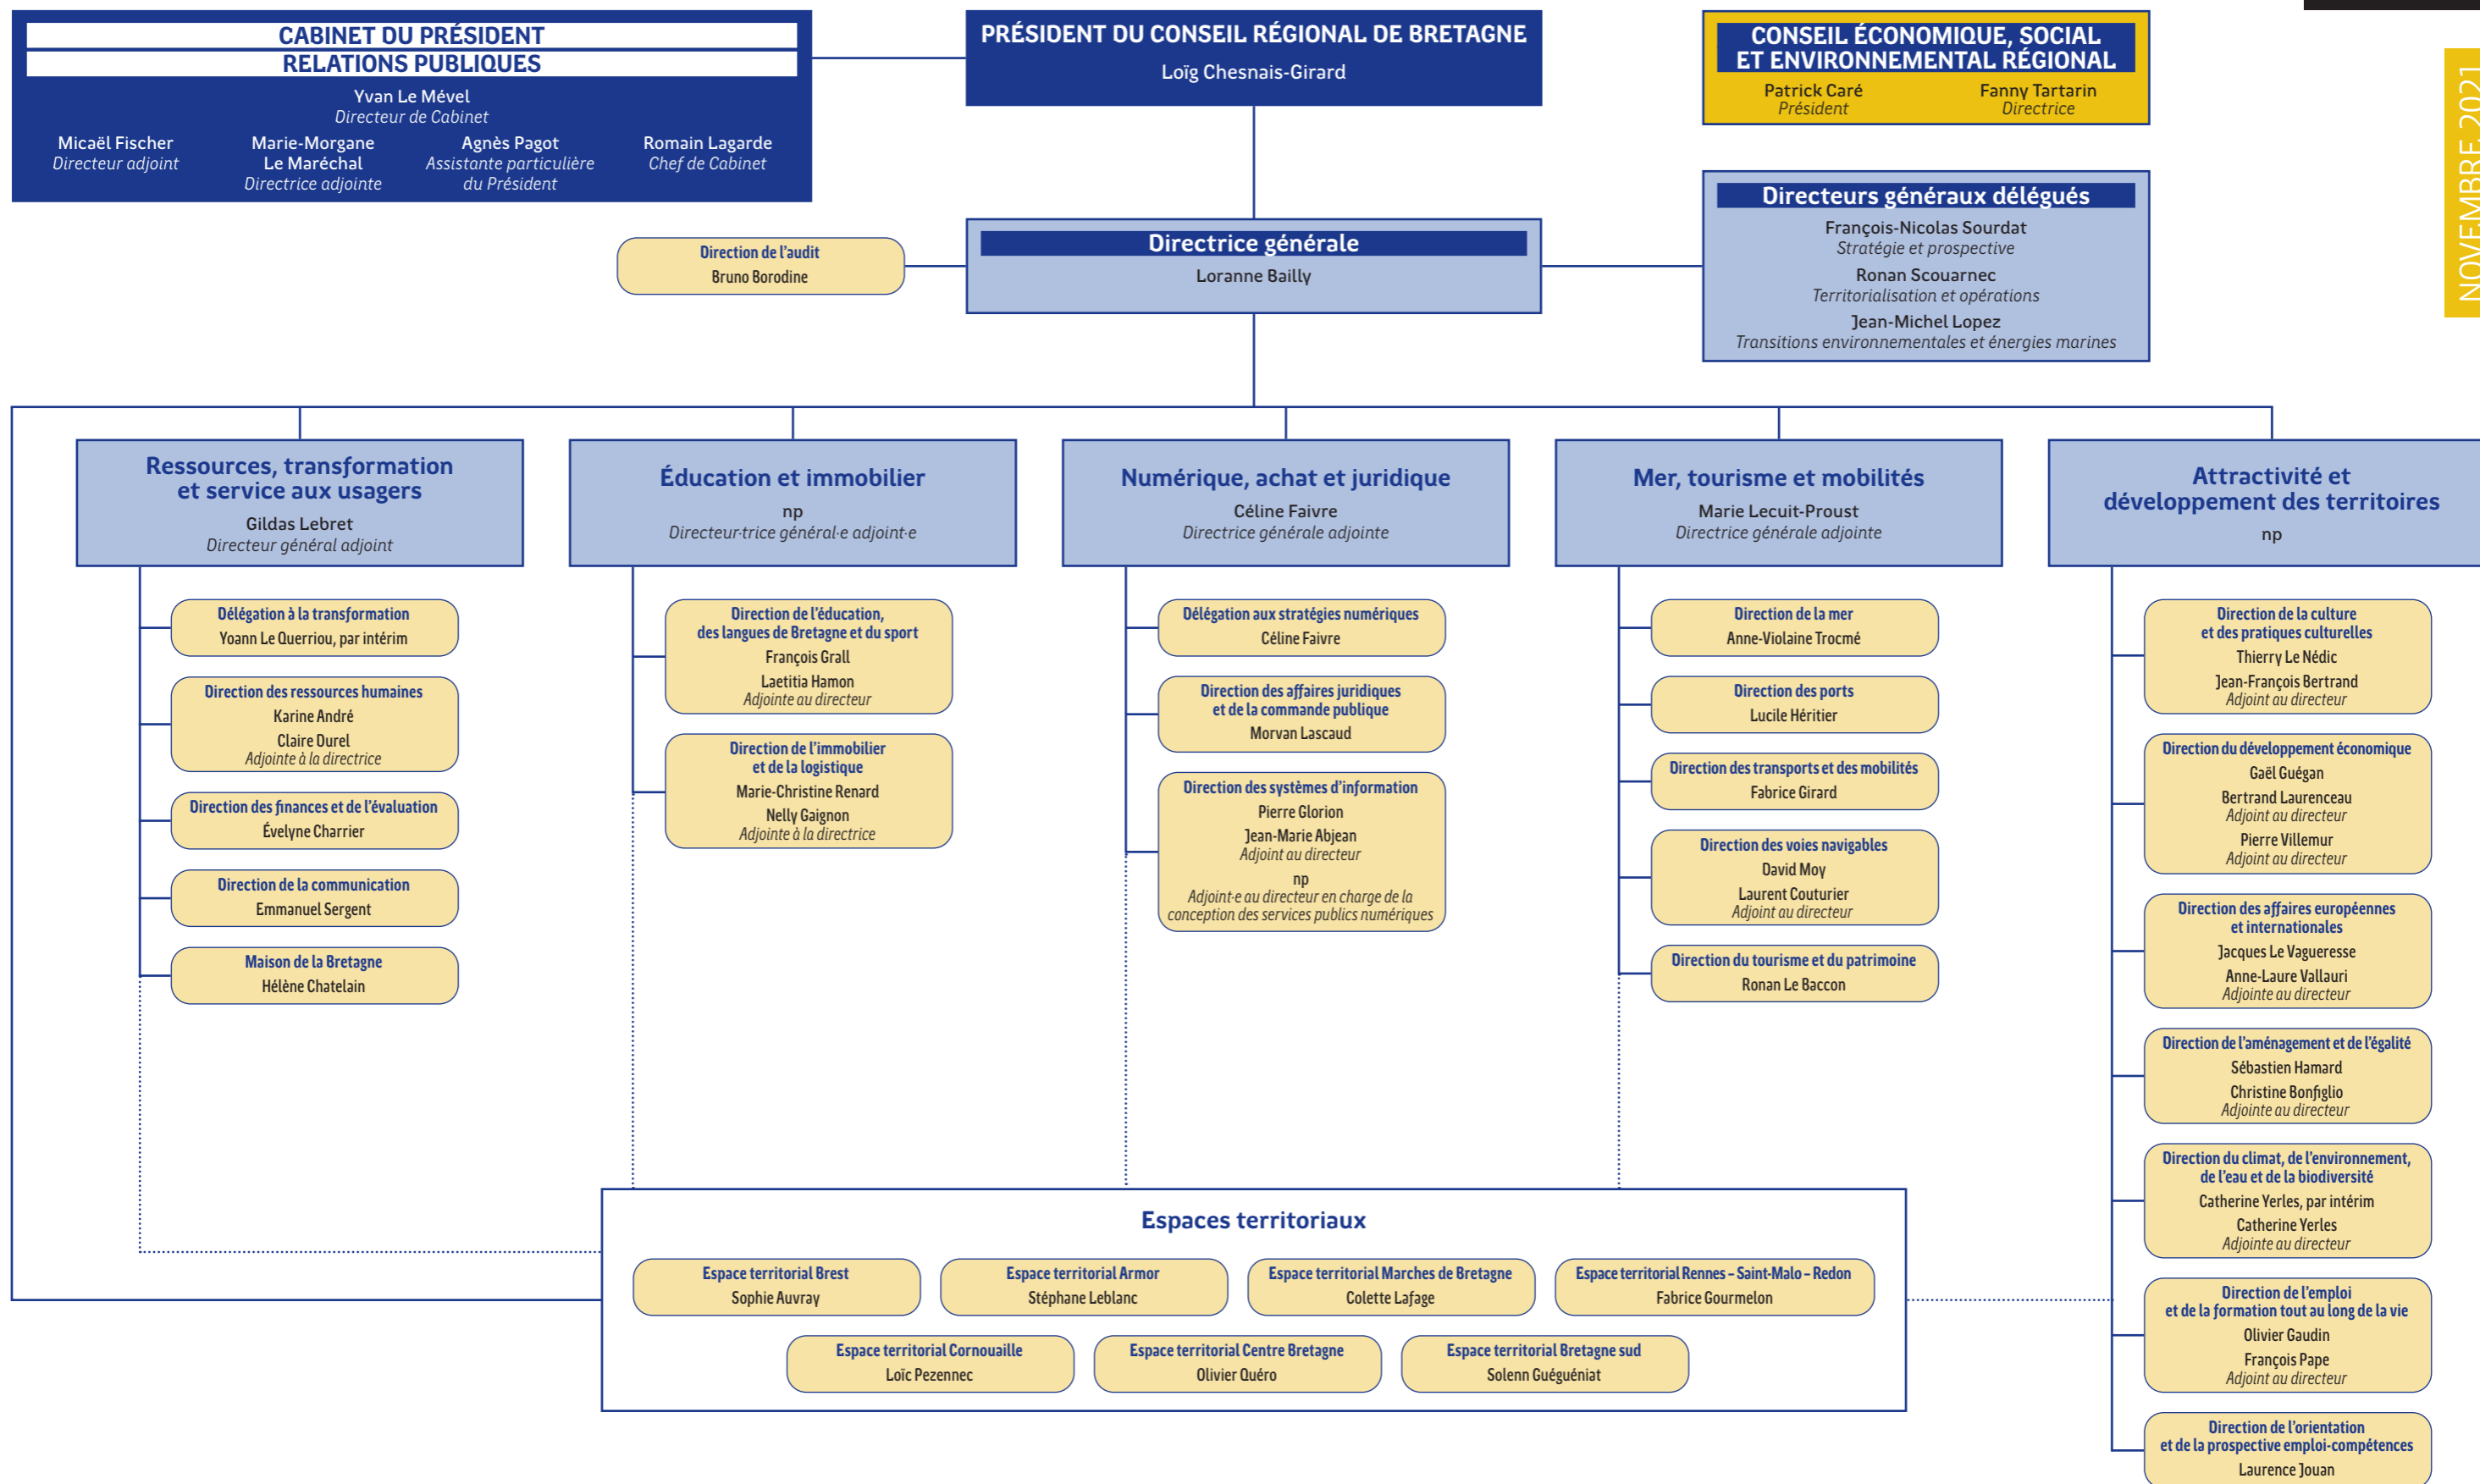 CABINET DU PRÉSIDENT
RELATIONS PUBLIQUES
Yvan Le Mével
Directeur de Cabinet
Micaël Fischer
Directeur adjoint
Marie-Morgane
Le Maréchal
Directrice adjointe
Agnès Pagot
Assistante particulière
du Président
Romain Lagarde
Chef de Cabinet
PRÉSIDENT DU CONSEIL RÉGIONAL DE BRETAGNE
Loïg Chesnais-Girard
CONSEIL ÉCONOMIQUE, SOCIAL
ET ENVIRONNEMENTAL RÉGIONAL
Patrick Caré
Président
Fanny Tartarin
Directrice
NOVEMBRE 2021
Direction de l'audit
Bruno Borodine
Directrice générale
Loranne Bailly
Directeurs généraux délégués
François-Nicolas Sourdat
Stratégie et prospective
Ronan Scouarnec
Territorialisation et opérations
Jean-Michel Lopez
Transitions environnementales et énergies marines
Ressources, transformation
et service aux usagers
Gildas Lebret
Directeur général adjoint
Délégation à la transformation
Yoann Le Querriou, par intérim
Direction des ressources humaines
Karine André
Claire Durel
Adjointe à la directrice
Direction des finances et de l'évaluation
Évelyne Charrier
Direction de la communication
Emmanuel Sergent
Maison de la Bretagne
Hélène Chatelain
Éducation et immobilier
np
Directeur·trice général·e adjoint·e
Direction de l'éducation,
des langues de Bretagne et du sport
François Grall
Laetitia Hamon
Adjointe au directeur
Direction de l'immobilier
et de la logistique
Marie-Christine Renard
Nelly Gaignon
Adjointe à la directrice
Numérique, achat et juridique
Céline Faivre
Directrice générale adjointe
Délégation aux stratégies numériques
Céline Faivre
Direction des affaires juridiques
et de la commande publique
Morvan Lascaud
Direction des systèmes d'information
Pierre Glorion
Jean-Marie Abjean
Adjoint au directeur
np
Adjoint·e au directeur en charge de la
conception des services publics numériques
Mer, tourisme et mobilités
Marie Lecuit-Proust
Directrice générale adjointe
Direction de la mer
Anne-Violaine Trocmé
Direction des ports
Lucile Héritier
Direction des transports et des mobilités
Fabrice Girard
Direction des voies navigables
David Moy
Laurent Couturier
Adjoint au directeur
Direction du tourisme et du patrimoine
Ronan Le Baccon
Attractivité et
développement des territoires
np
Direction de la culture
et des pratiques culturelles
Thierry Le Nédic
Jean-François Bertrand
Adjoint au directeur
Direction du développement économique
Gaël Guégan
Bertrand Laurenceau
Adjoint au directeur
Pierre Villemur
Adjoint au directeur
Direction des affaires européennes
et internationales
Jacques Le Vagueresse
Anne-Laure Vallauri
Adjointe au directeur
Direction de l'aménagement et de l'égalité
Sébastien Hamard
Christine Bonfiglio
Adjointe au directeur
Direction du climat, de l'environnement,
de l'eau et de la biodiversité
Catherine Yerles, par intérim
Catherine Yerles
Adjointe au directeur
Direction de l'emploi
et de la formation tout au long de la vie
Olivier Gaudin
François Pape
Adjoint au directeur
Direction de l'orientation
et de la prospective emploi-compétences
Laurence Jouan
Espaces territoriaux
Espace territorial Brest
Sophie Auvray
Espace territorial Armor
Stéphane Leblanc
Espace territorial Marches de Bretagne
Colette Lafage
Espace territorial Rennes – Saint-Malo – Redon
Fabrice Gourmelon
Espace territorial Cornouaille
Loïc Pezennec
Espace territorial Centre Bretagne
Olivier Quéro
Espace territorial Bretagne sud
Solenn Guéguéniat